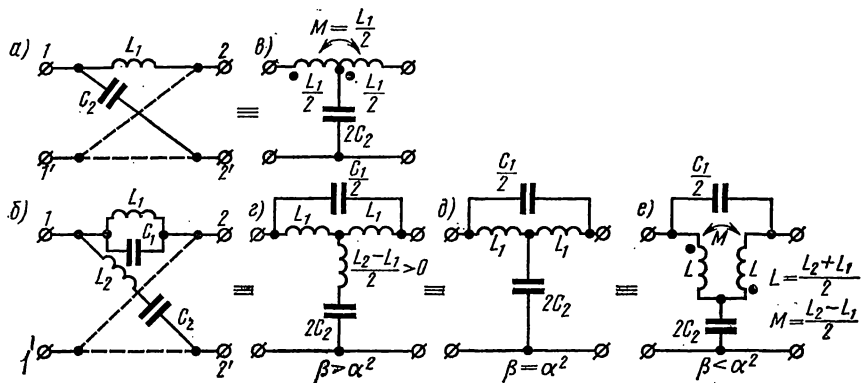 а)
1
L₁
2
C₂
1'
2'
≡
в)
M = L₁/2
L₁/2
L₁/2
2C₂
б)
1
L₁
C₁
2
L₂
C₂
1'
2'
≡
г)
C₁/2
L₁
L₁
(L₂−L₁)/2 > 0
2C₂
β > α²
≡
д)
C₁/2
L₁
L₁
2C₂
β = α²
≡
е)
C₁/2
M
L
L
L = (L₂+L₁)/2
M = (L₂−L₁)/2
2C₂
β < α²